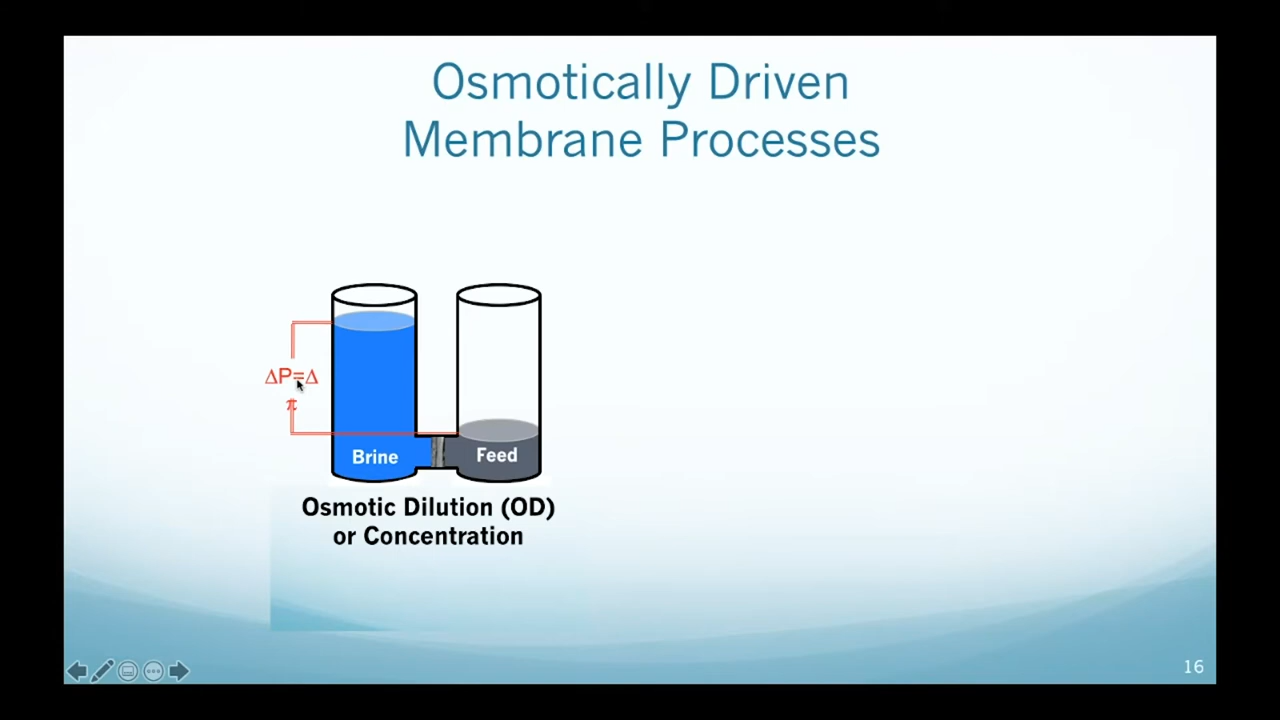 Osmotically Driven
Membrane Processes
ΔP=Δ
π
Brine
Feed
Osmotic Dilution (OD)
or Concentration
16